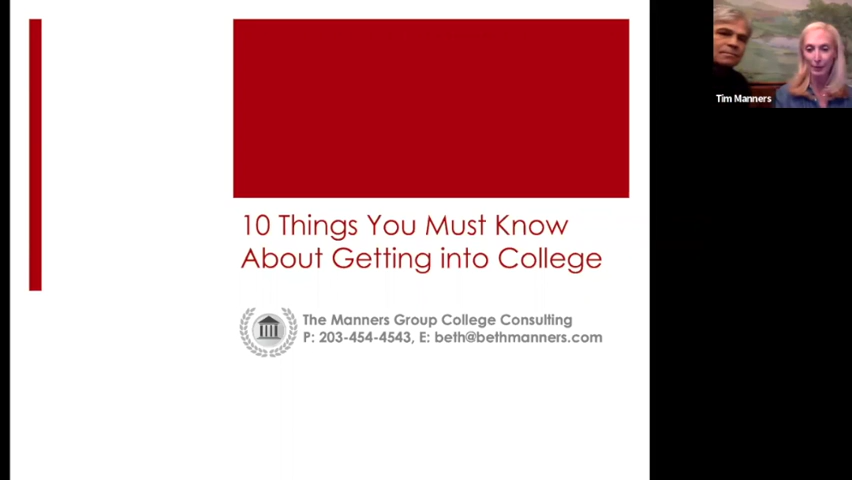 10 Things You Must Know
About Getting into College
The Manners Group College Consulting
P: 203-454-4543, E: beth@bethmanners.com
Tim Manners